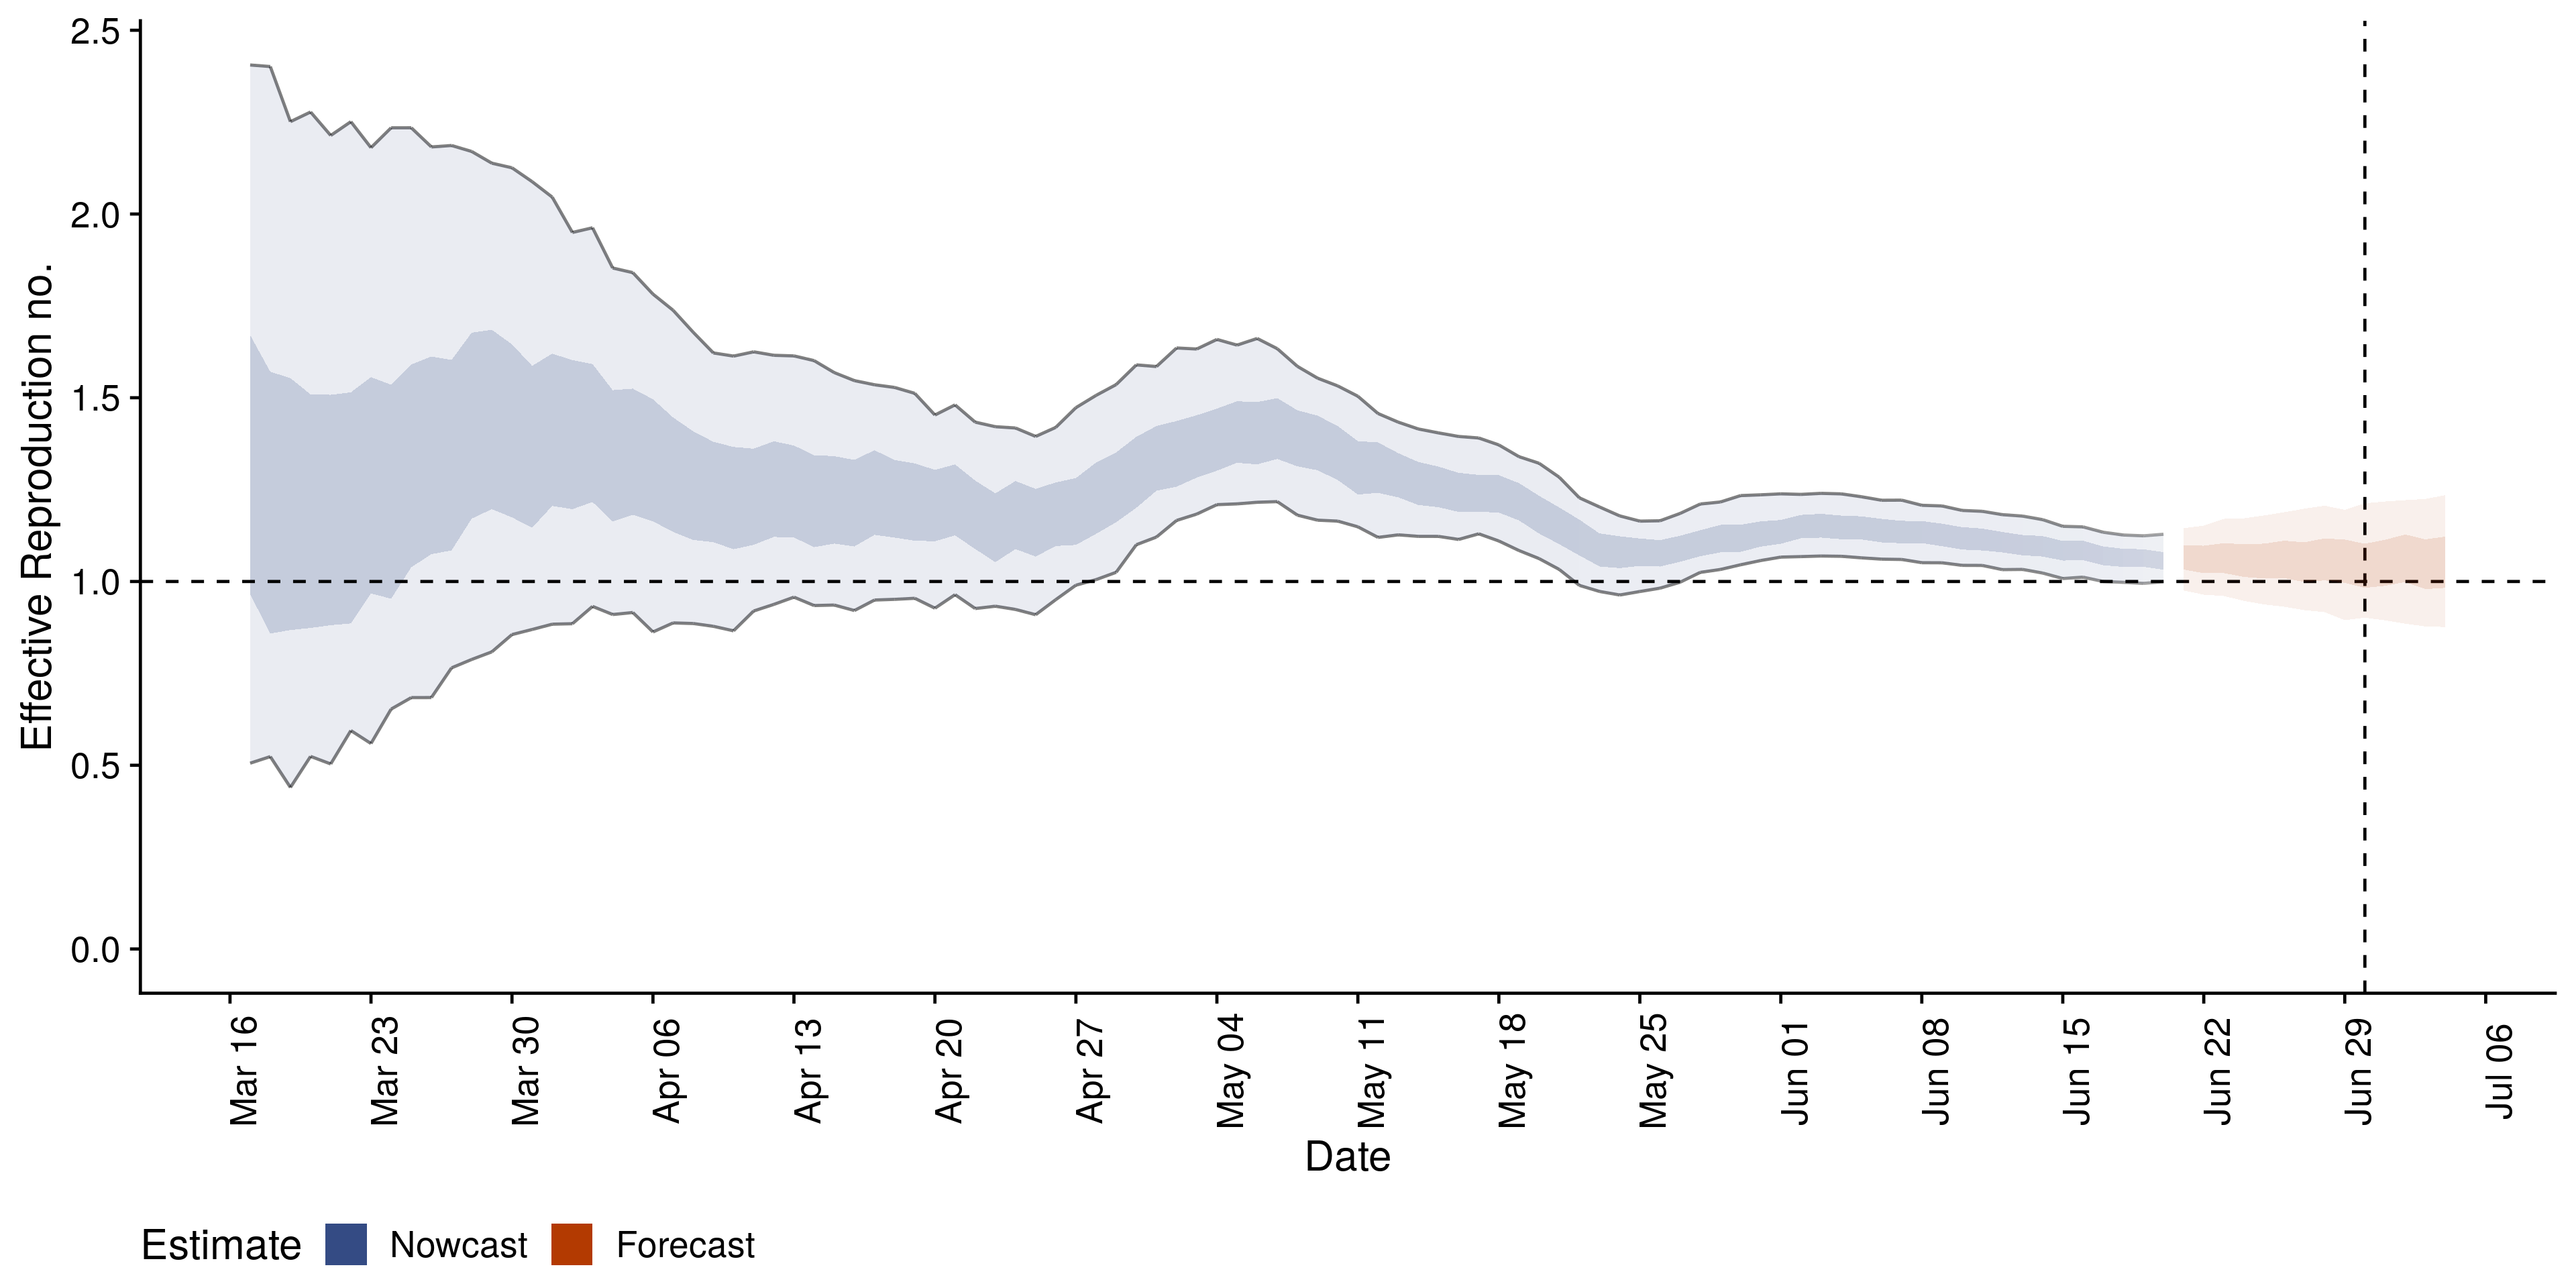 Effective Reproduction no.
2.5
2.0
1.5
1.0
0.5
0.0
Mar 16
Mar 23
Mar 30
Apr 06
Apr 13
Apr 20
Apr 27
May 04
May 11
May 18
May 25
Jun 01
Jun 08
Jun 15
Jun 22
Jun 29
Jul 06
Date
Estimate Nowcast Forecast